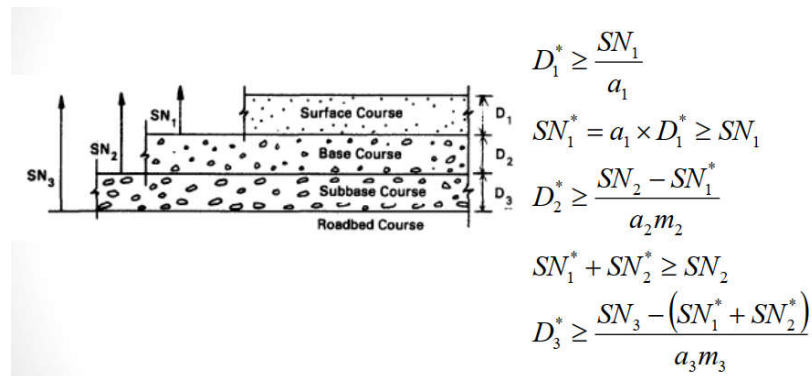 Surface Course
D₁
SN₁
Base Course
D₂
SN₂
Subbase Course
D₃
SN₃
Roadbed Course
D₁* ≥ SN₁ / a₁
SN₁* = a₁ × D₁* ≥ SN₁
D₂* ≥ (SN₂ − SN₁*) / a₂m₂
SN₁* + SN₂* ≥ SN₂
D₃* ≥ (SN₃ − (SN₁* + SN₂*)) / a₃m₃